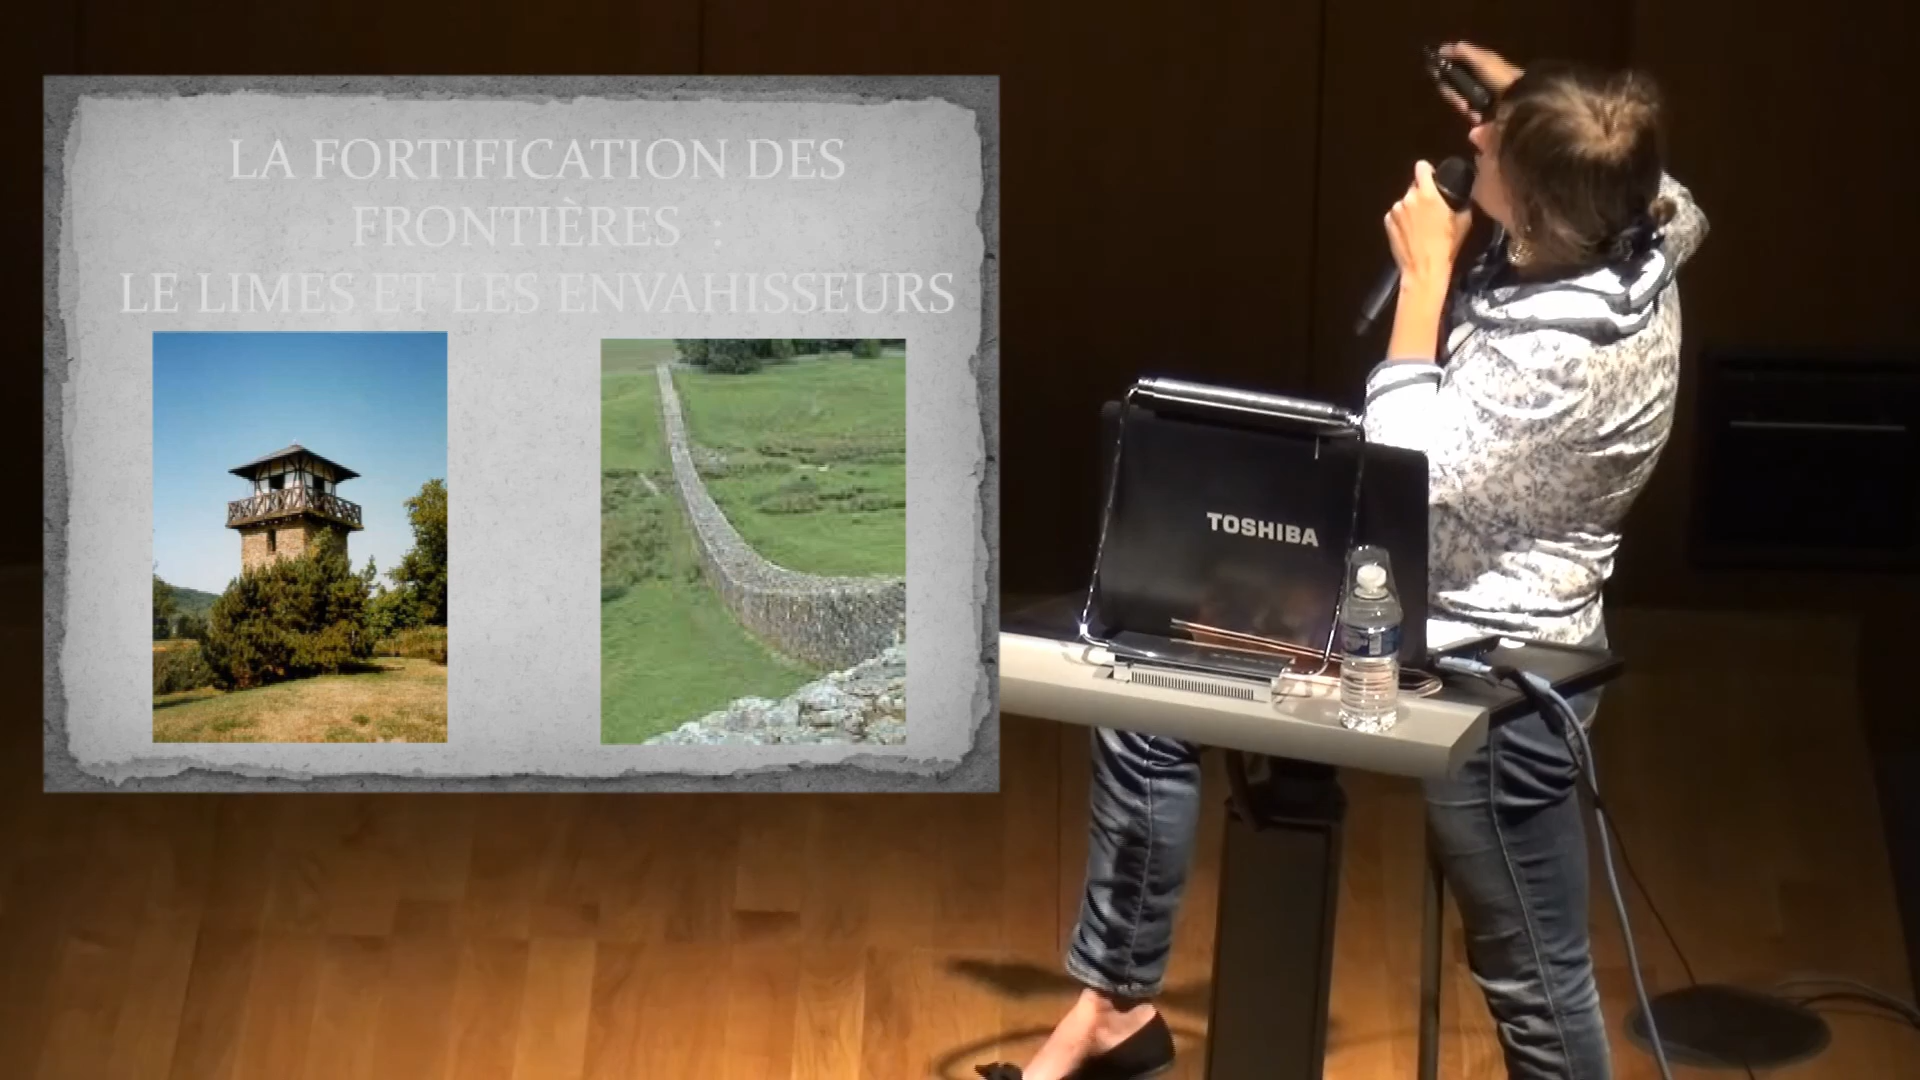 LA FORTIFICATION DES
FRONTIÈRES :
LE LIMES ET LES ENVAHISSEURS
TOSHIBA